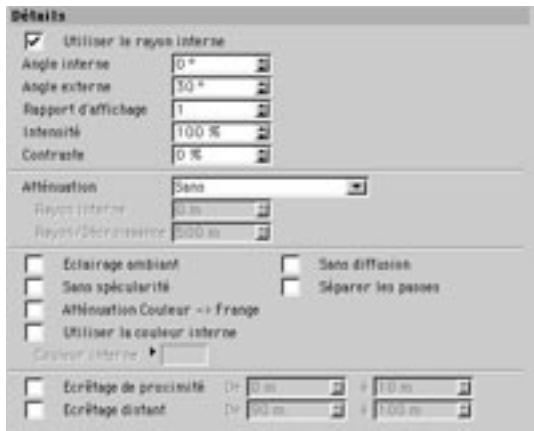 Détails
Utiliser le rayon interne
Angle interne 0 °
Angle externe 30 °
Rapport d'affichage 1
Intensité 100 %
Contraste 0 %
Atténuation Sans
Rayon interne 0 m
Rayon/Décroissance 500 m
Eclairage ambiant Sans diffusion
Sans spécularité Séparer les passes
Atténuation Couleur --> Frange
Utiliser la couleur interne
Couleur interne
Ecrêtage de proximité De 0 m à 10 m
Ecrêtage distant De 90 m à 100 m